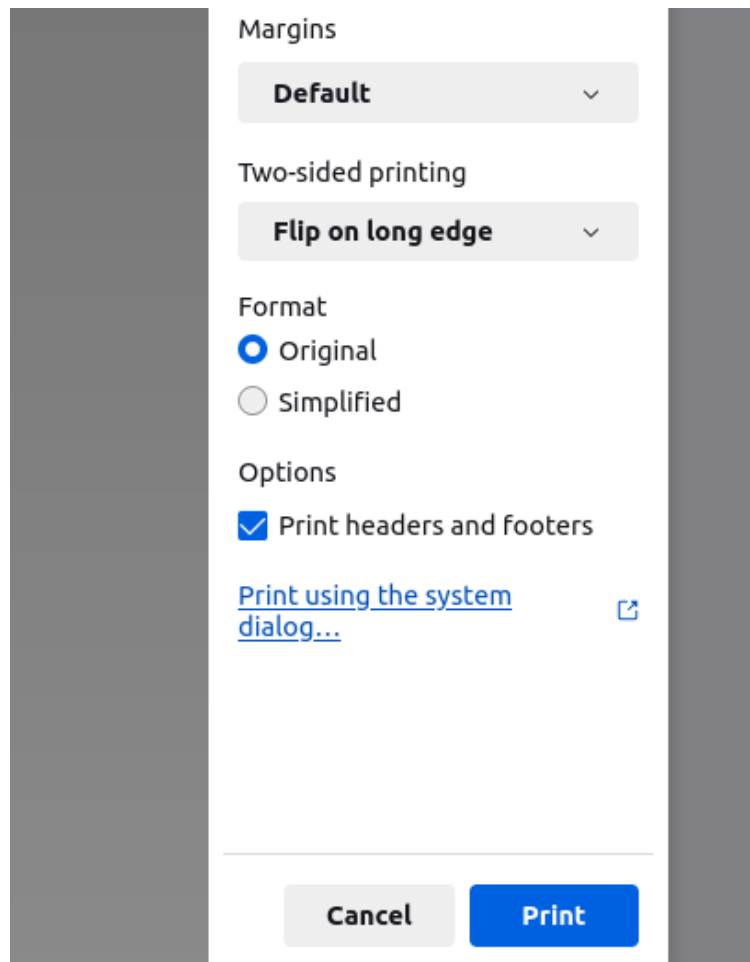 Margins
Default
Two-sided printing
Flip on long edge
Format
Original
Simplified
Options
Print headers and footers
Print using the system
dialog…
Cancel
Print